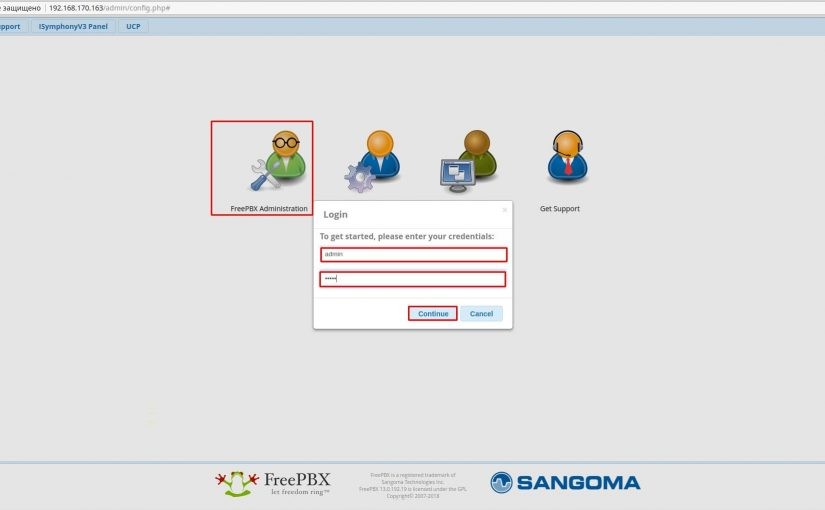 защищено 192.168.170.163/admin/config.php#
pport ISymphonyV3 Panel UCP
FreePBX Administration
Get Support
Login ×
To get started, please enter your credentials:
admin
•••••
Continue Cancel
FreePBX
let freedom ring™
FreePBX is a registered trademark of
Sangoma Technologies Inc.
FreePBX 13.0.192.19 is licensed under the GPL
Copyright© 2007-2018
SANGOMA